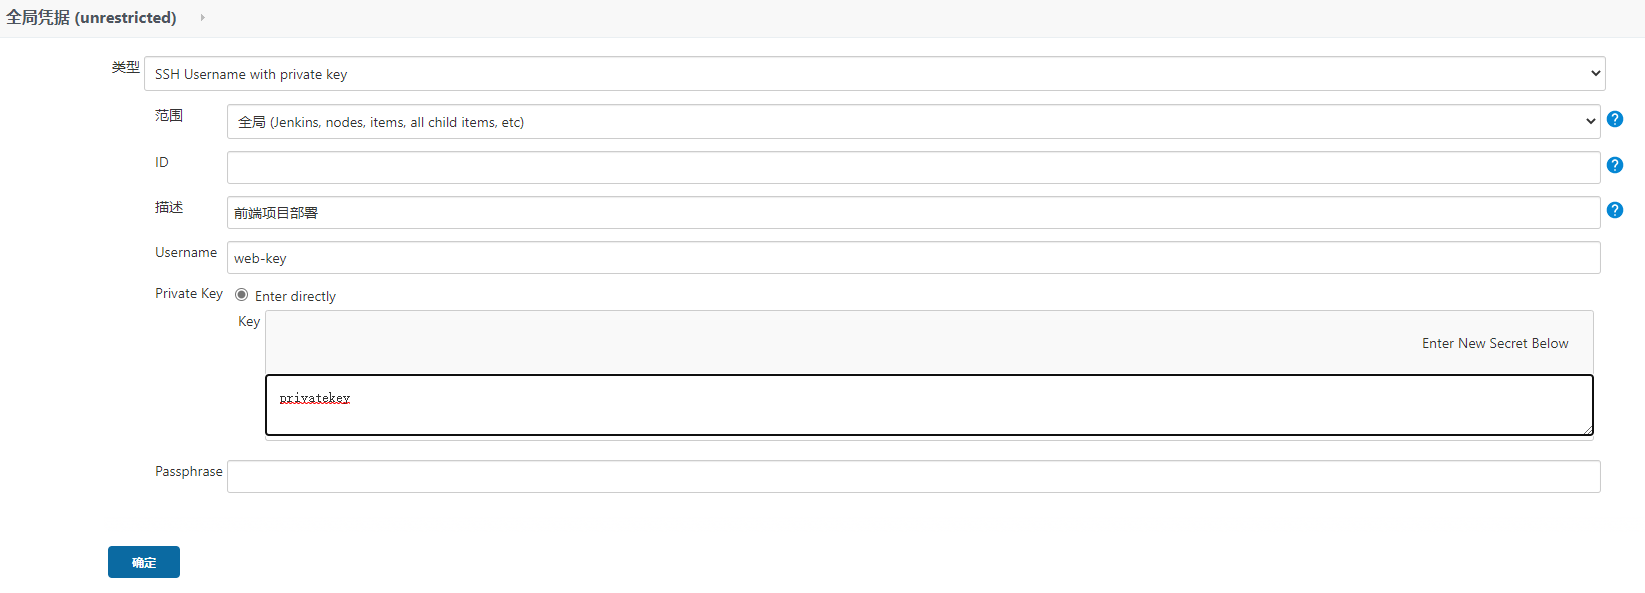 全局凭据 (unrestricted)
类型 SSH Username with private key
范围 全局 (Jenkins, nodes, items, all child items, etc)
ID
描述 前端项目部署
Username web-key
Private Key Enter directly
Key
Enter New Secret Below
privatekey
Passphrase
确定